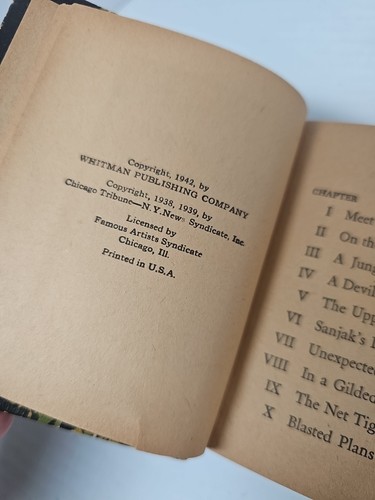 Copyright, 1942, by
WHITMAN PUBLISHING COMPANY
Copyright, 1938, 1939, by
Chicago Tribune—N.Y.News Syndicate, Inc.
Licensed by
Famous Artists Syndicate
Chicago, Ill.
Printed in U.S.A.
CHAPTER
I Meet
II On th
III A Jung
IV A Devil
V The Upp
VI Sanjak's
VII Unexpected
VIII In a Gilded
IX The Net Tig
X Blasted Plans